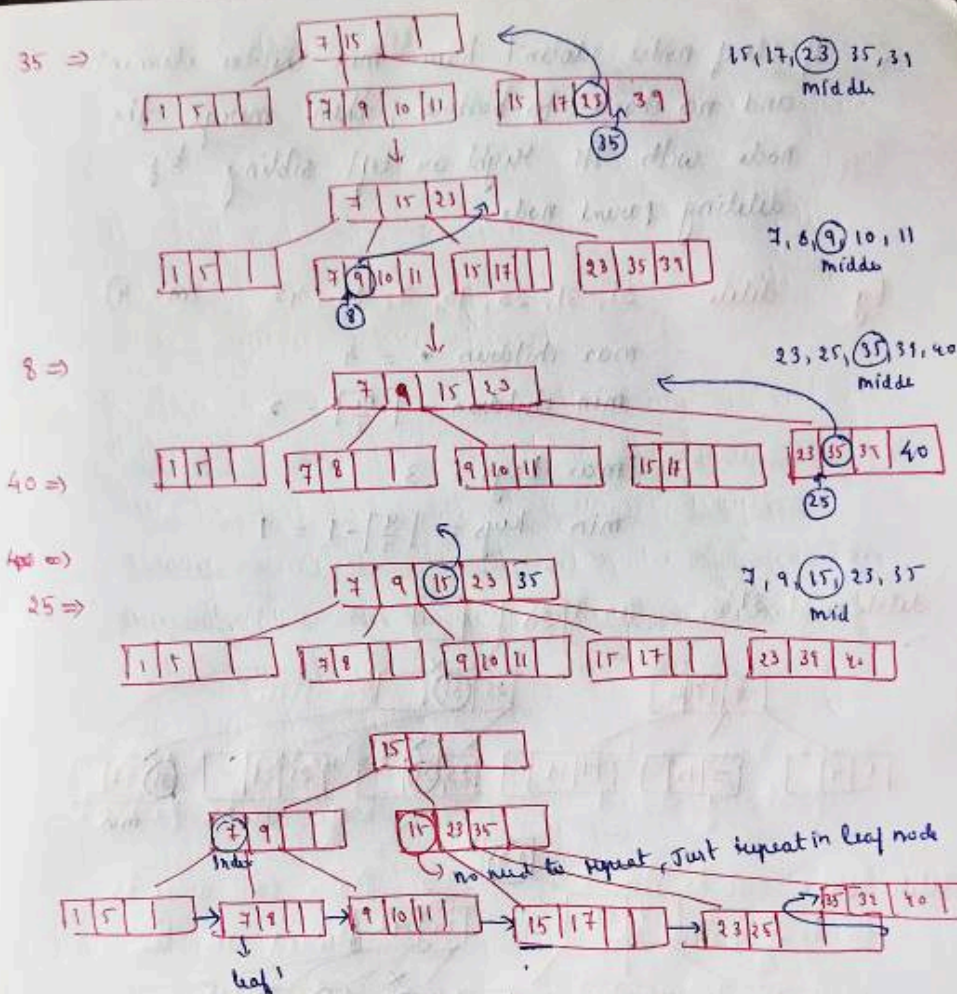 7 15
35 ⇒
15, 17, 23 35, 39
middle
1 5
7 9 10 11
15 17 23 39
35
7 15 23
7, 8, 9, 10, 11
middle
1 5
7 9 10 11
15 17
23 35 39
8
8 ⇒
23, 25, 35, 39, 40
middle
7 9 15 23
40 ⇒
1 5
7 8
9 10 11
15 17
23 35 39 40
25
25 ⇒
7 9 15 23 35
7, 9, 15, 23, 35
mid
1 5
7 8
9 10 11
15 17
23 39 40
15
7 9
Index
15 23 35
no need to repeat, Just repeat in leaf node
1 5
7 8
9 10 11
15 17
23 25
35 39 40
leaf